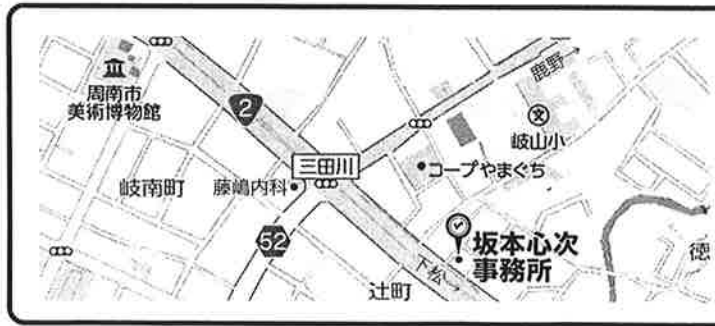 鹿野→
周南市
美術博物館
2
岐山小
三田川
コープやまぐち
岐南町
藤嶋内科
52
坂本心次
事務所
徳
下松→
辻町